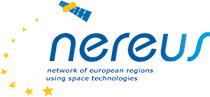 nereus
network of european regions
using space technologies